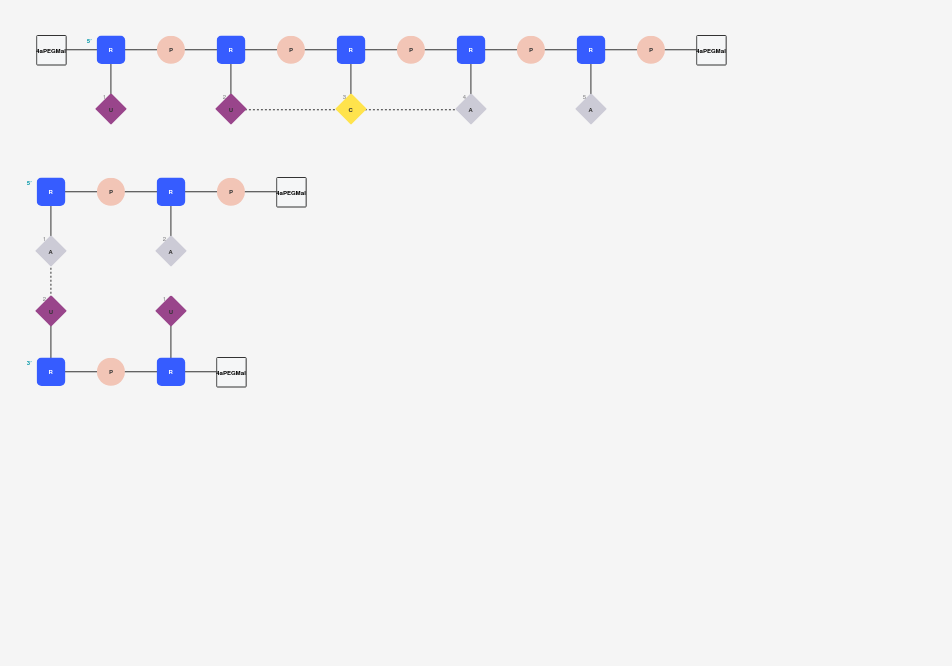 4aPEGMal 5' R P R P R P R P R P 4aPEGMal
1 U 2 U 3 C 4 A 5 A
5' R P R P 4aPEGMal
1 A 2 A
2 U 1 U
3' R P R 4aPEGMal